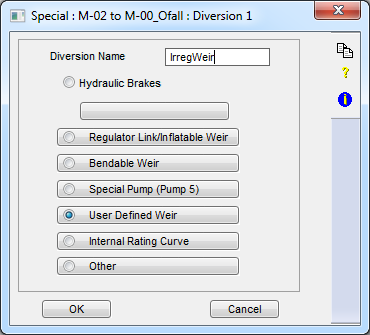 Special : M-02 to M-00_Ofall : Diversion 1
Diversion Name IrregWeir
Hydraulic Brakes
Regulator Link/Inflatable Weir
Bendable Weir
Special Pump (Pump 5)
User Defined Weir
Internal Rating Curve
Other
OK Cancel